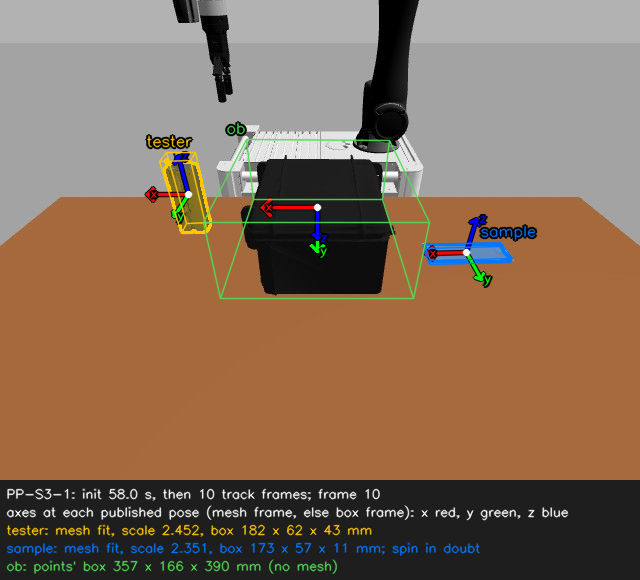 ob
tester
x
z
y
x
z
y
z
sample
x
y
PP-S3-1: init 58.0 s, then 10 track frames; frame 10
axes at each published pose (mesh frame, else box frame): x red, y green, z blue
tester: mesh fit, scale 2.452, box 182 x 62 x 43 mm
sample: mesh fit, scale 2.351, box 173 x 57 x 11 mm; spin in doubt
ob: points' box 357 x 166 x 390 mm (no mesh)